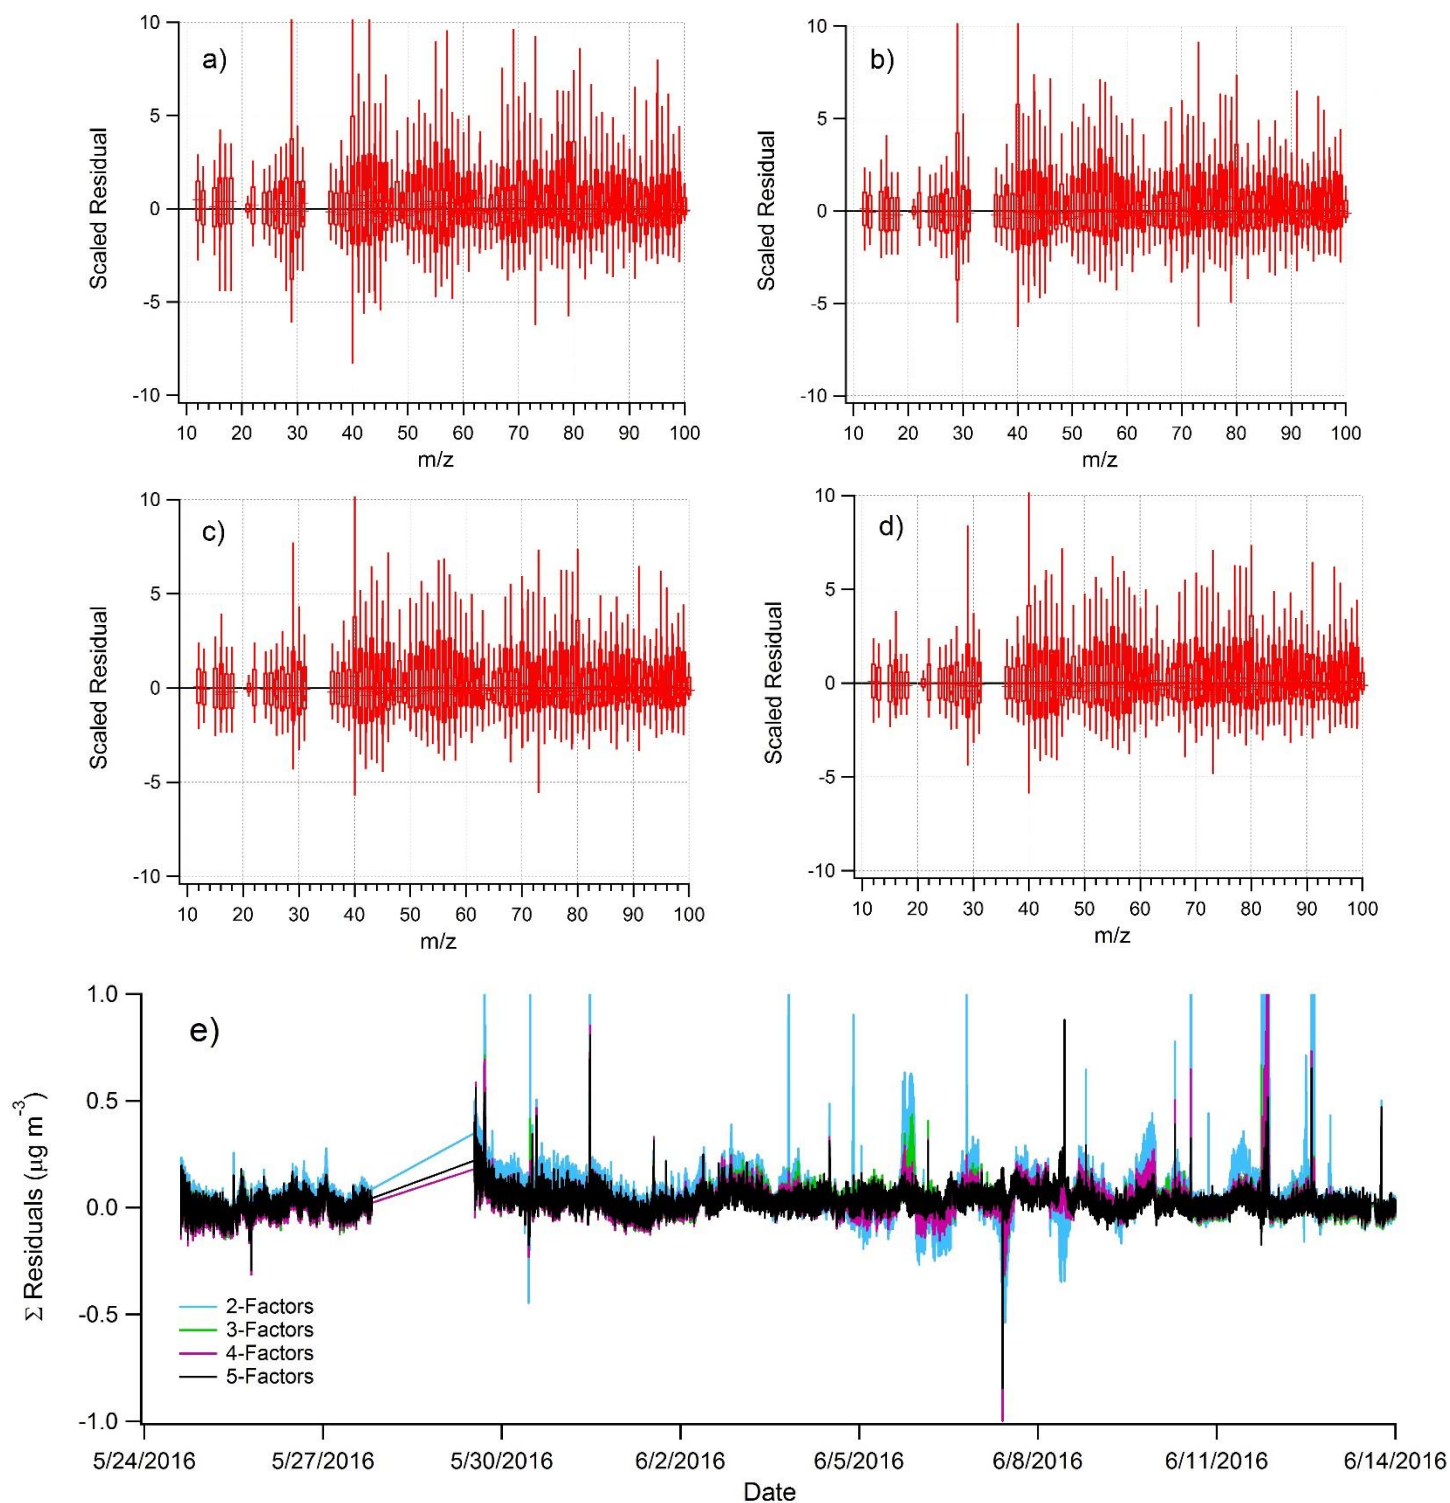 a)
10
5
0
-5
-10
Scaled Residual
10 20 30 40 50 60 70 80 90 100
m/z
b)
10
5
0
-5
-10
Scaled Residual
10 20 30 40 50 60 70 80 90 100
m/z
c)
10
5
0
-5
-10
Scaled Residual
10 20 30 40 50 60 70 80 90 100
m/z
d)
10
5
0
-5
-10
Scaled Residual
10 20 30 40 50 60 70 80 90 100
m/z
e)
1.0
0.5
0.0
-0.5
-1.0
Σ Residuals (µg m⁻³)
2-Factors
3-Factors
4-Factors
5-Factors
5/24/2016 5/27/2016 5/30/2016 6/2/2016 6/5/2016 6/8/2016 6/11/2016 6/14/2016
Date